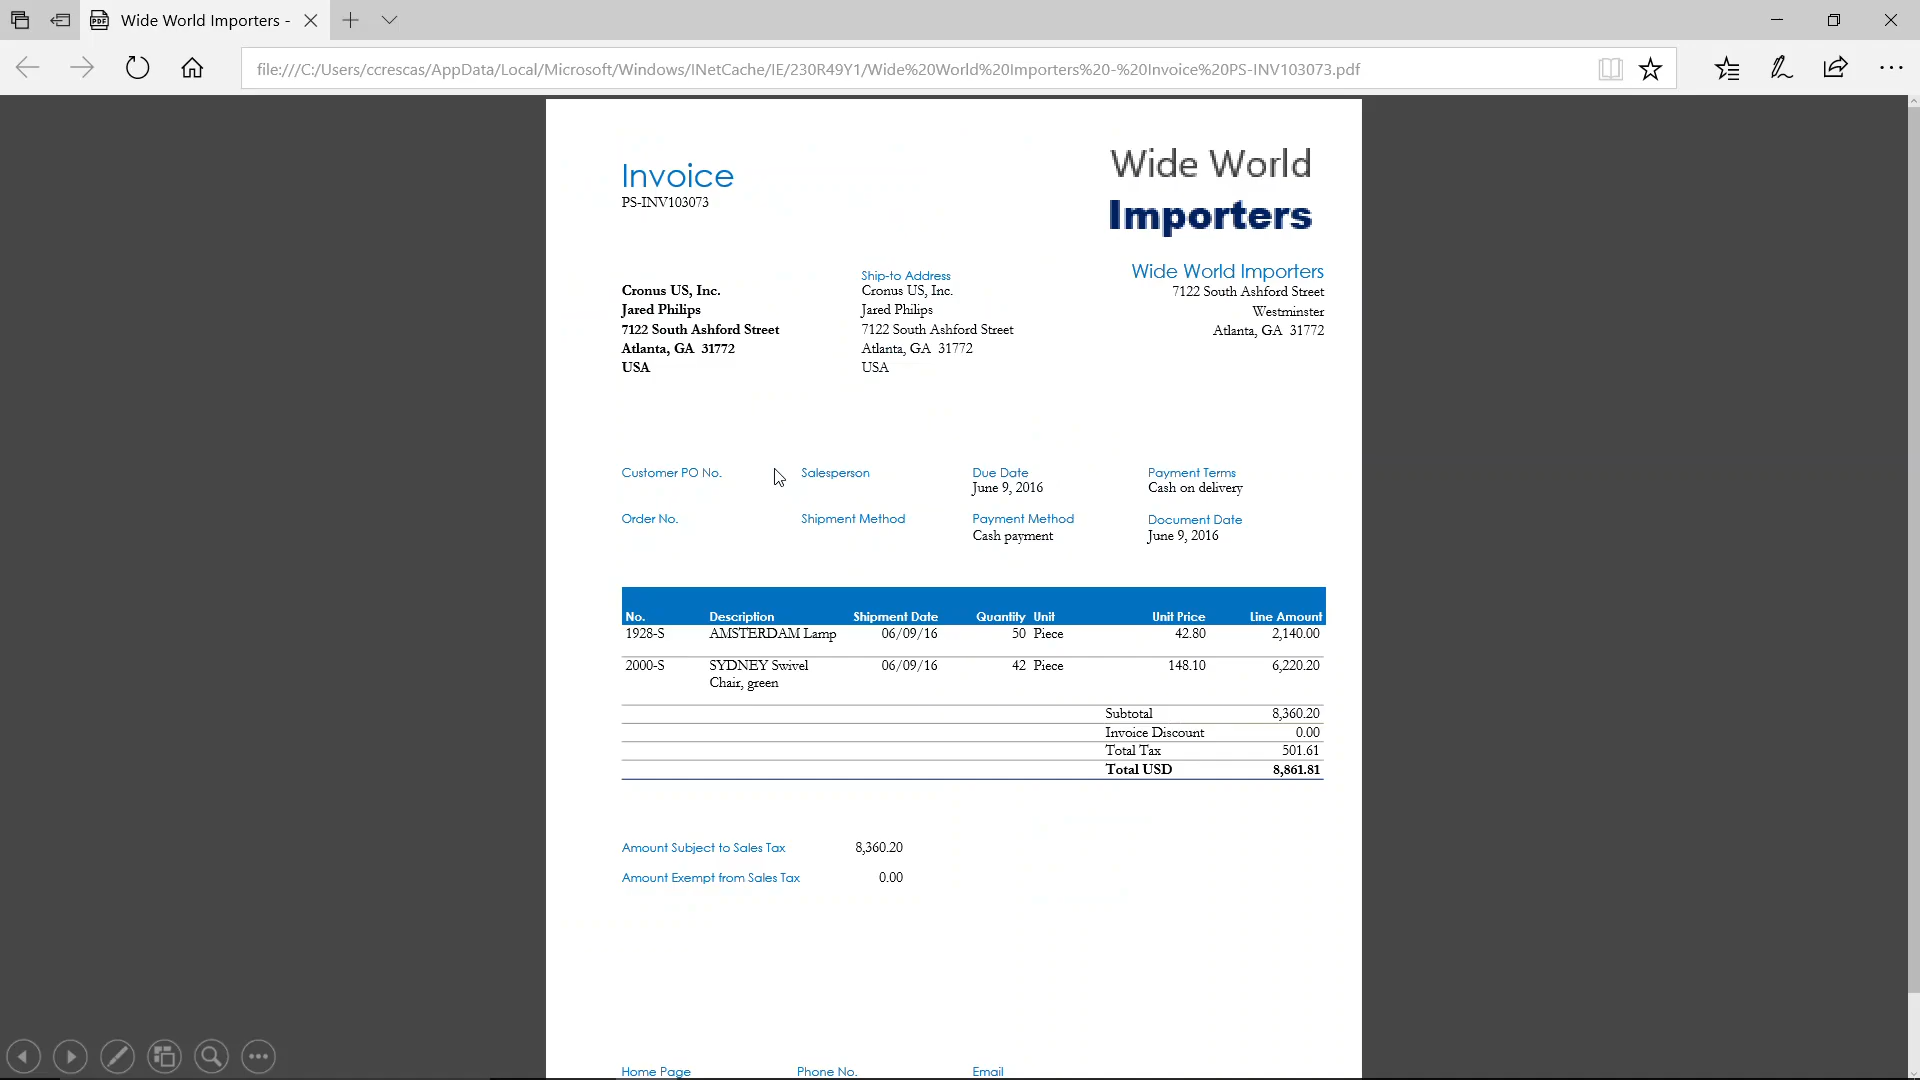 Wide World Importers -
file:///C:/Users/ccrescas/AppData/Local/Microsoft/Windows/INetCache/IE/230R49Y1/Wide%20World%20Importers%20-%20Invoice%20PS-INV103073.pdf
Invoice
PS-INV103073
Wide World
Importers
Cronus US, Inc.
Jared Philips
7122 South Ashford Street
Atlanta, GA 31772
USA
Ship-to Address
Cronus US, Inc.
Jared Philips
7122 South Ashford Street
Atlanta, GA 31772
USA
Wide World Importers
7122 South Ashford Street
Westminster
Atlanta, GA 31772
Customer PO No. Salesperson Due Date Payment Terms
June 9, 2016 Cash on delivery
Order No. Shipment Method Payment Method Document Date
Cash payment June 9, 2016
No. Description Shipment Date Quantity Unit Unit Price Line Amount
1928-S AMSTERDAM Lamp 06/09/16 50 Piece 42.80 2,140.00
2000-S SYDNEY Swivel 06/09/16 42 Piece 148.10 6,220.20
Chair, green
Subtotal 8,360.20
Invoice Discount 0.00
Total Tax 501.61
Total USD 8,861.81
Amount Subject to Sales Tax 8,360.20
Amount Exempt from Sales Tax 0.00
Home Page Phone No. Email